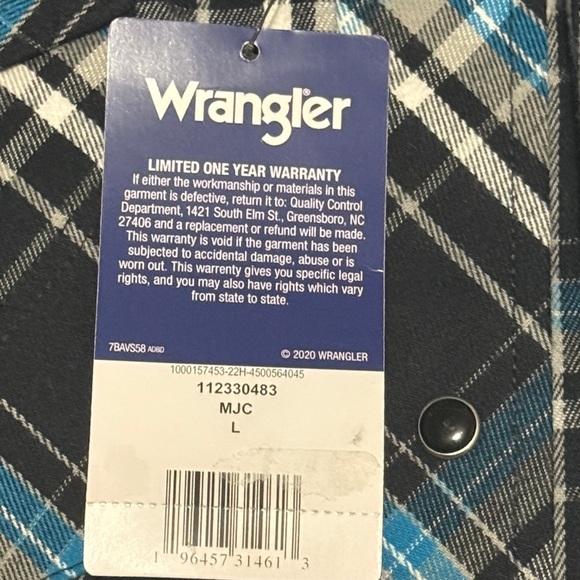 Wrangler®
LIMITED ONE YEAR WARRANTY
If either the workmanship or materials in this
garment is defective, return it to: Quality Control
Department, 1421 South Elm St., Greensboro, NC
27406 and a replacement or refund will be made.
This warranty is void if the garment has been
subjected to accidental damage, abuse or is
worn out. This warrenty gives you specific legal
rights, and you may also have rights which vary
from state to state.
7BAVS58 ADBD
© 2020 WRANGLER
1000157453-22H-4500564045
112330483
MJC
L
1 96457 31461 3